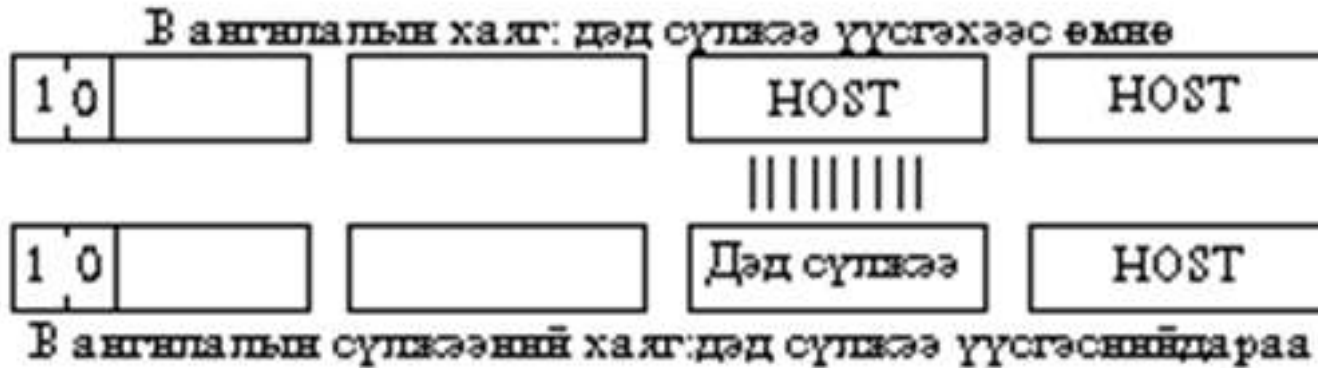 В ангилалын хаяг: дэд сүлжээ үүсгэхээс өмнө
1 0 HOST HOST
1 0 Дэд сүлжээ HOST
В ангилалын сүлжээний хаяг:дэд сүлжээ үүсгэснийдараа